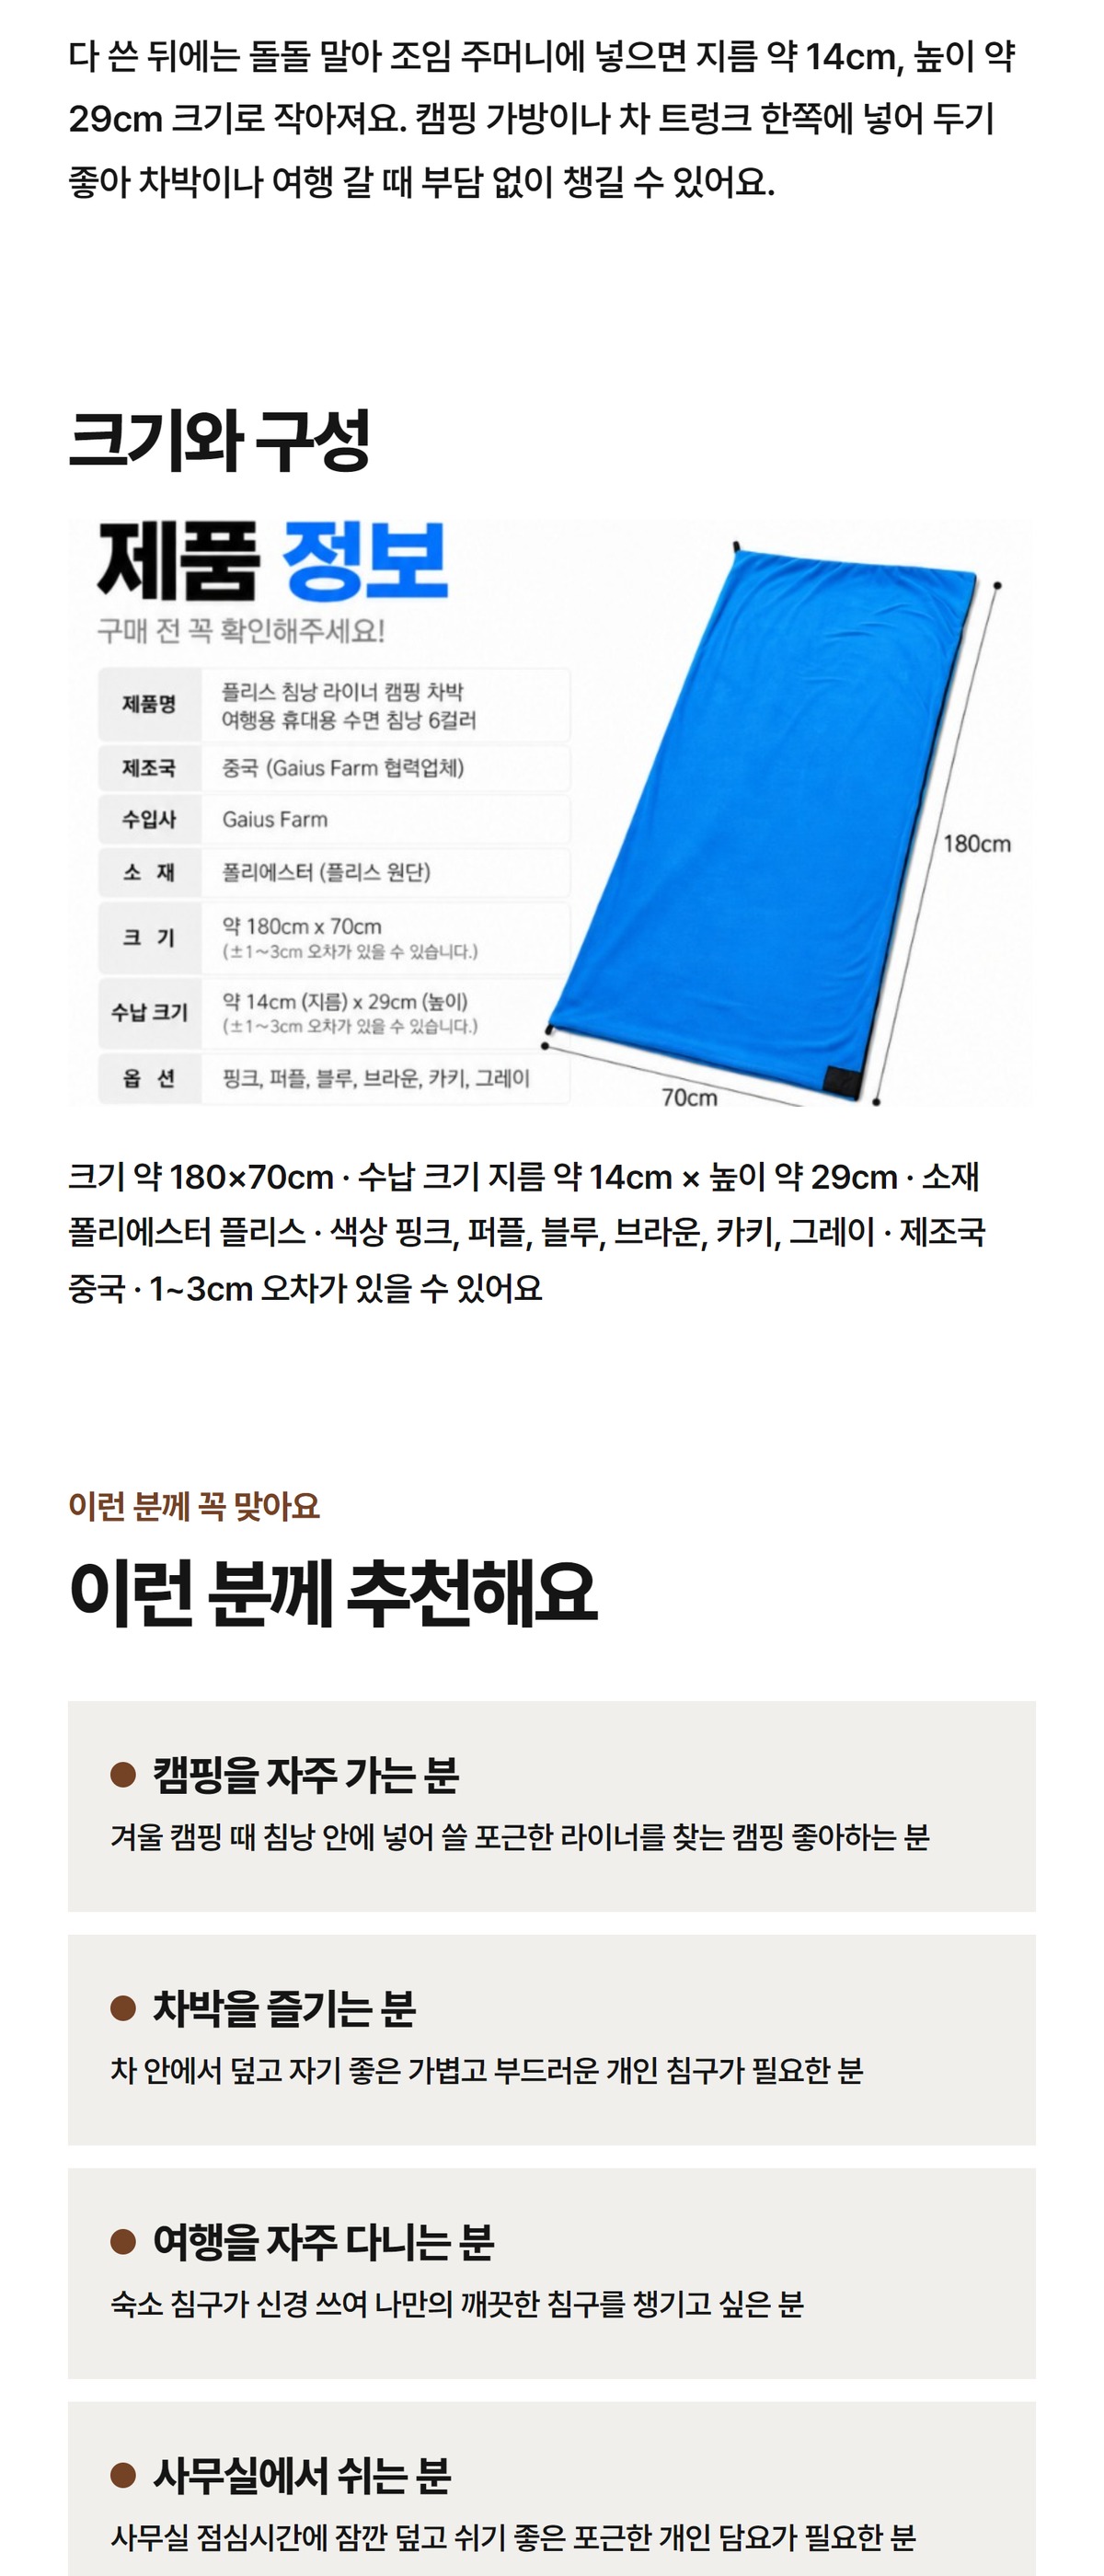 다 쓴 뒤에는 돌돌 말아 조임 주머니에 넣으면 지름 약 14cm, 높이 약
29cm 크기로 작아져요. 캠핑 가방이나 차 트렁크 한쪽에 넣어 두기
좋아 차박이나 여행 갈 때 부담 없이 챙길 수 있어요.
크기와 구성
제품 정보
구매 전 꼭 확인해주세요!
제품명 플리스 침낭 라이너 캠핑 차박
여행용 휴대용 수면 침낭 6컬러
제조국 중국 (Gaius Farm 협력업체)
수입사 Gaius Farm
소 재 폴리에스터 (플리스 원단)
크 기 약 180cm x 70cm
(±1~3cm 오차가 있을 수 있습니다.)
수납 크기 약 14cm (지름) x 29cm (높이)
(±1~3cm 오차가 있을 수 있습니다.)
옵 션 핑크, 퍼플, 블루, 브라운, 카키, 그레이
180cm
70cm
크기 약 180×70cm · 수납 크기 지름 약 14cm × 높이 약 29cm · 소재
폴리에스터 플리스 · 색상 핑크, 퍼플, 블루, 브라운, 카키, 그레이 · 제조국
중국 · 1~3cm 오차가 있을 수 있어요
이런 분께 꼭 맞아요
이런 분께 추천해요
캠핑을 자주 가는 분
겨울 캠핑 때 침낭 안에 넣어 쓸 포근한 라이너를 찾는 캠핑 좋아하는 분
차박을 즐기는 분
차 안에서 덮고 자기 좋은 가볍고 부드러운 개인 침구가 필요한 분
여행을 자주 다니는 분
숙소 침구가 신경 쓰여 나만의 깨끗한 침구를 챙기고 싶은 분
사무실에서 쉬는 분
사무실 점심시간에 잠깐 덮고 쉬기 좋은 포근한 개인 담요가 필요한 분